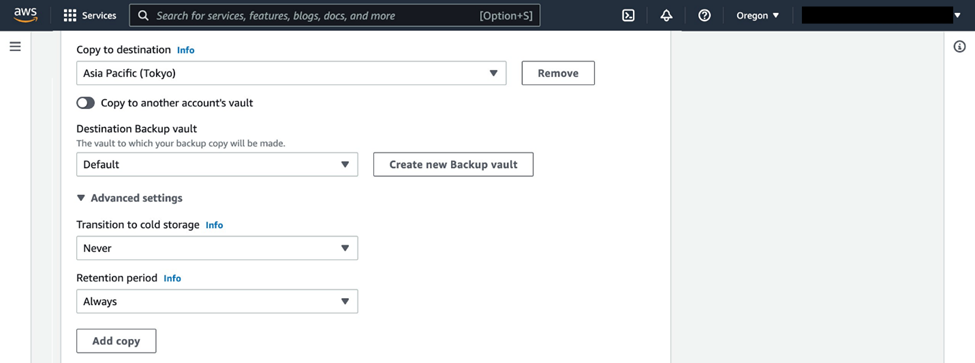 aws Services Search for services, features, blogs, docs, and more [Option+S] Oregon
Copy to destination Info
Asia Pacific (Tokyo) Remove
Copy to another account's vault
Destination Backup vault
The vault to which your backup copy will be made.
Default Create new Backup vault
Advanced settings
Transition to cold storage Info
Never
Retention period Info
Always
Add copy